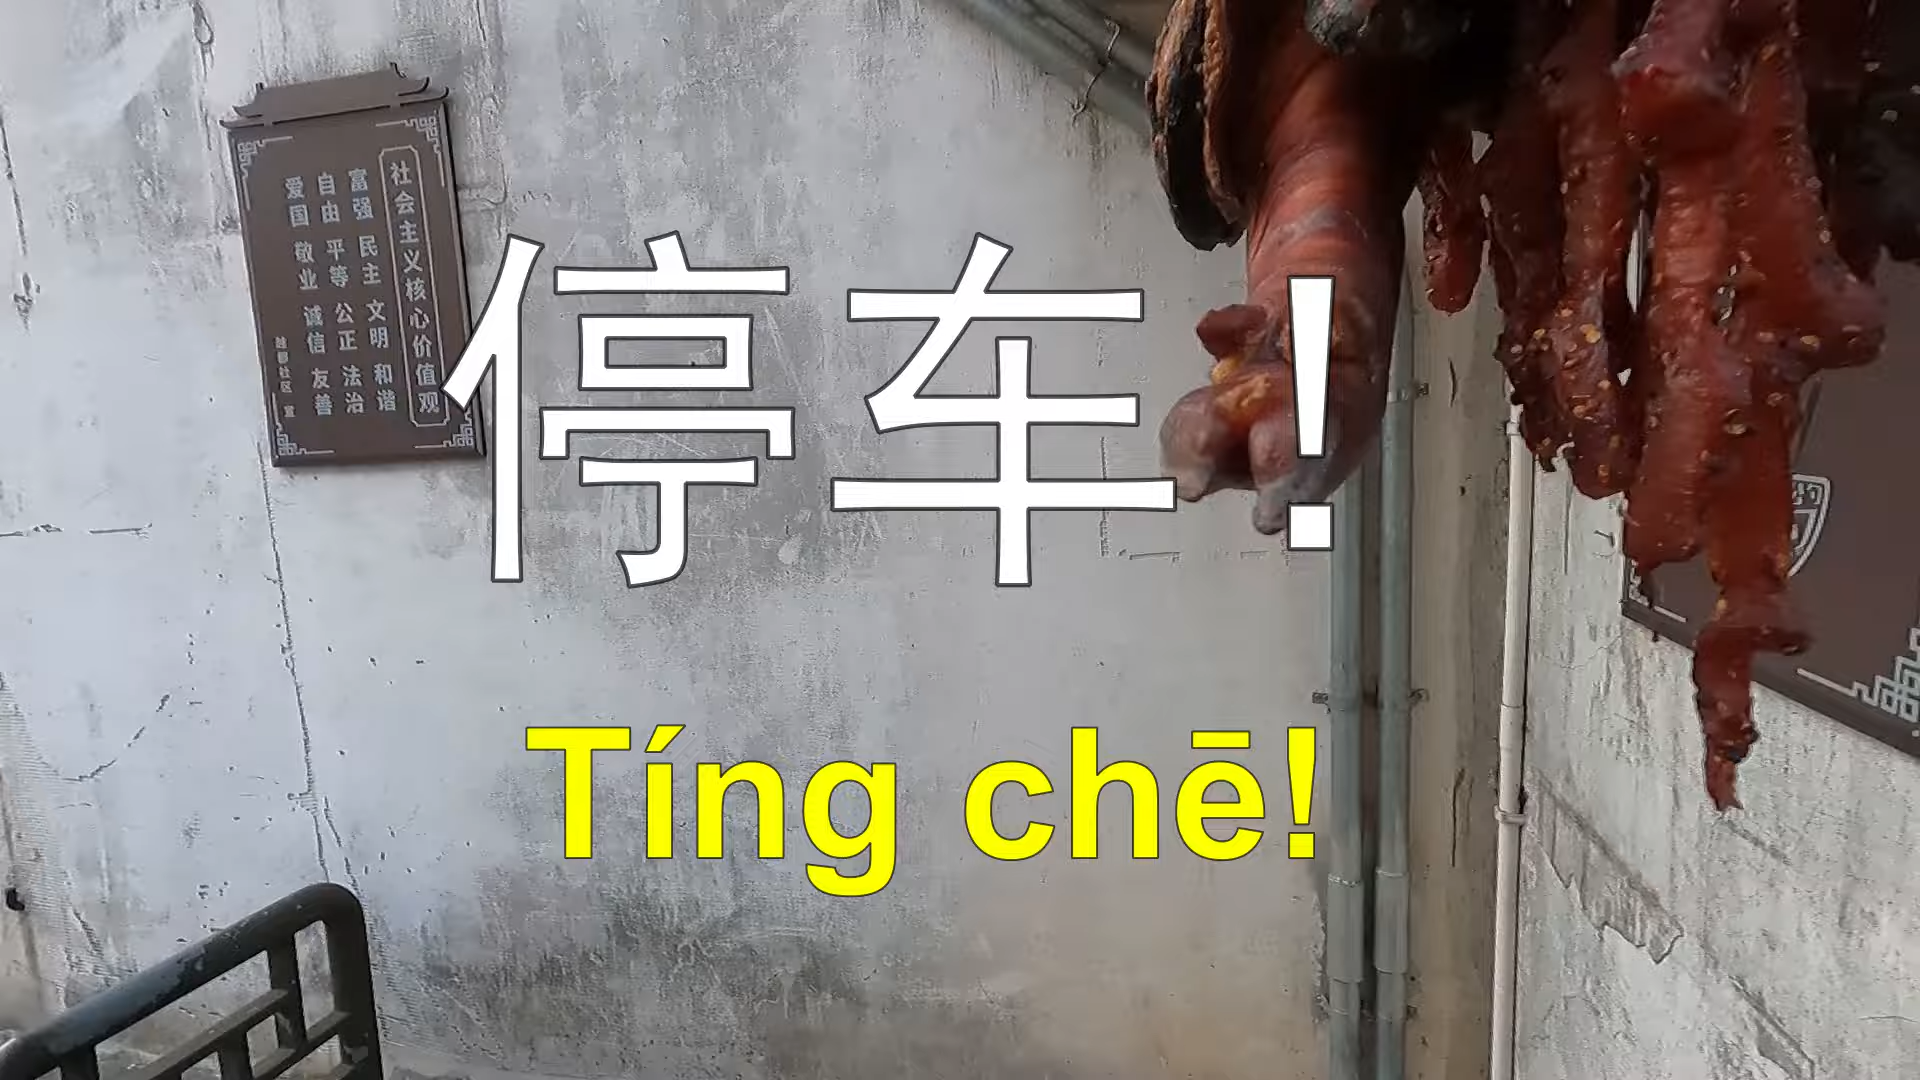 社会主义核心价值观
富强 民主 文明 和谐
自由 平等 公正 法治
爱国 敬业 诚信 友善
停车！
Tíng chē!